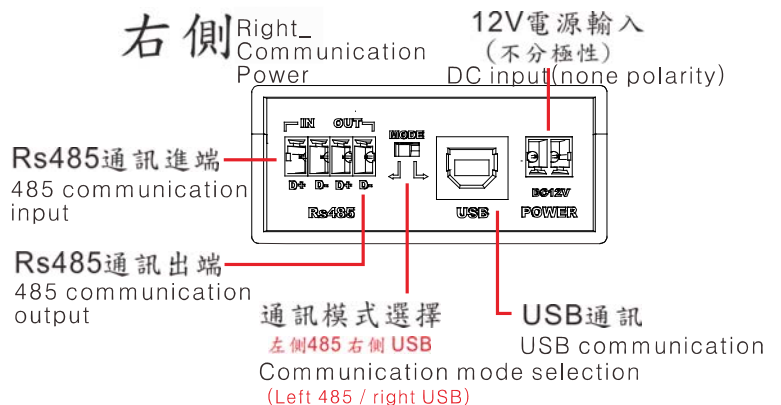 右側
Right_
Communication
Power
12V電源輸入
(不分極性)
DC input(none polarity)
IN OUT
MODE
D+ D- D+ D-
Rs485
USB
DC12V
POWER
Rs485通訊進端
485 communication
input
Rs485通訊出端
485 communication
output
通訊模式選擇
左側485 右側 USB
Communication mode selection
(Left 485 / right USB)
USB通訊
USB communication